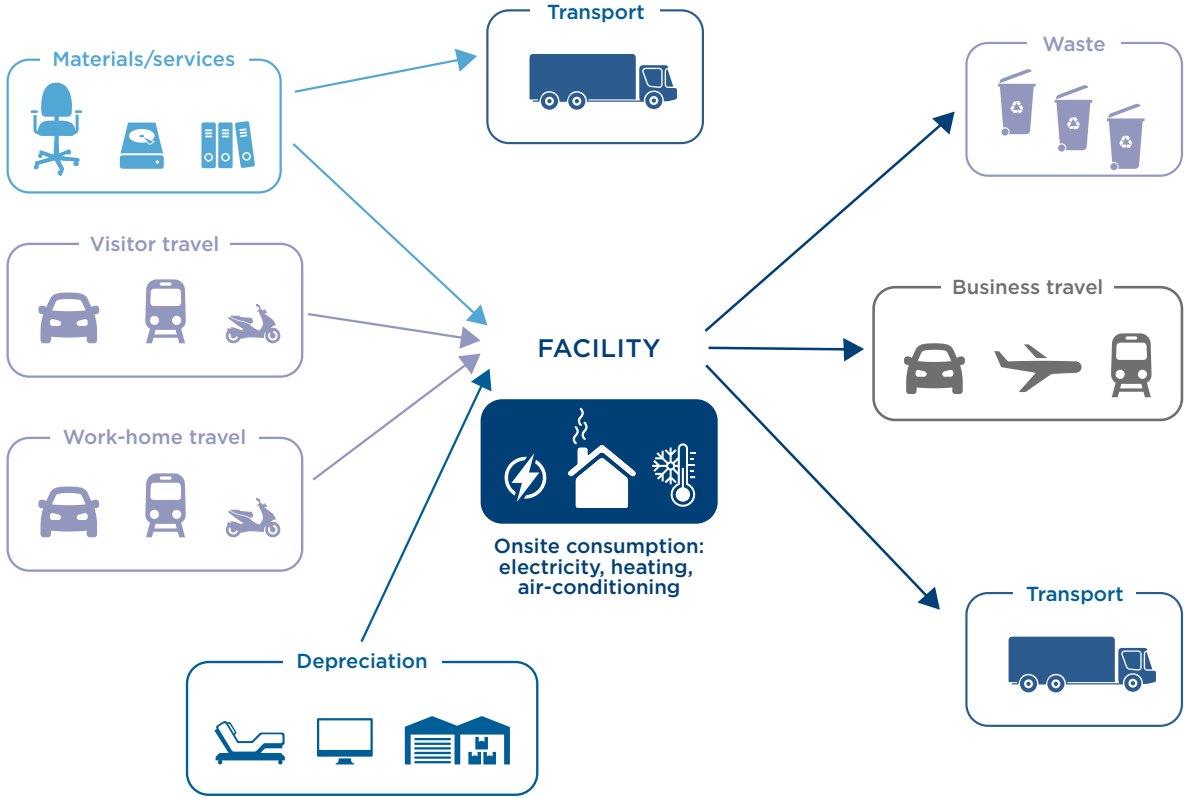 Transport
Materials/services
Waste
Visitor travel
Business travel
FACILITY
Work-home travel
Onsite consumption:
electricity, heating,
air-conditioning
Transport
Depreciation